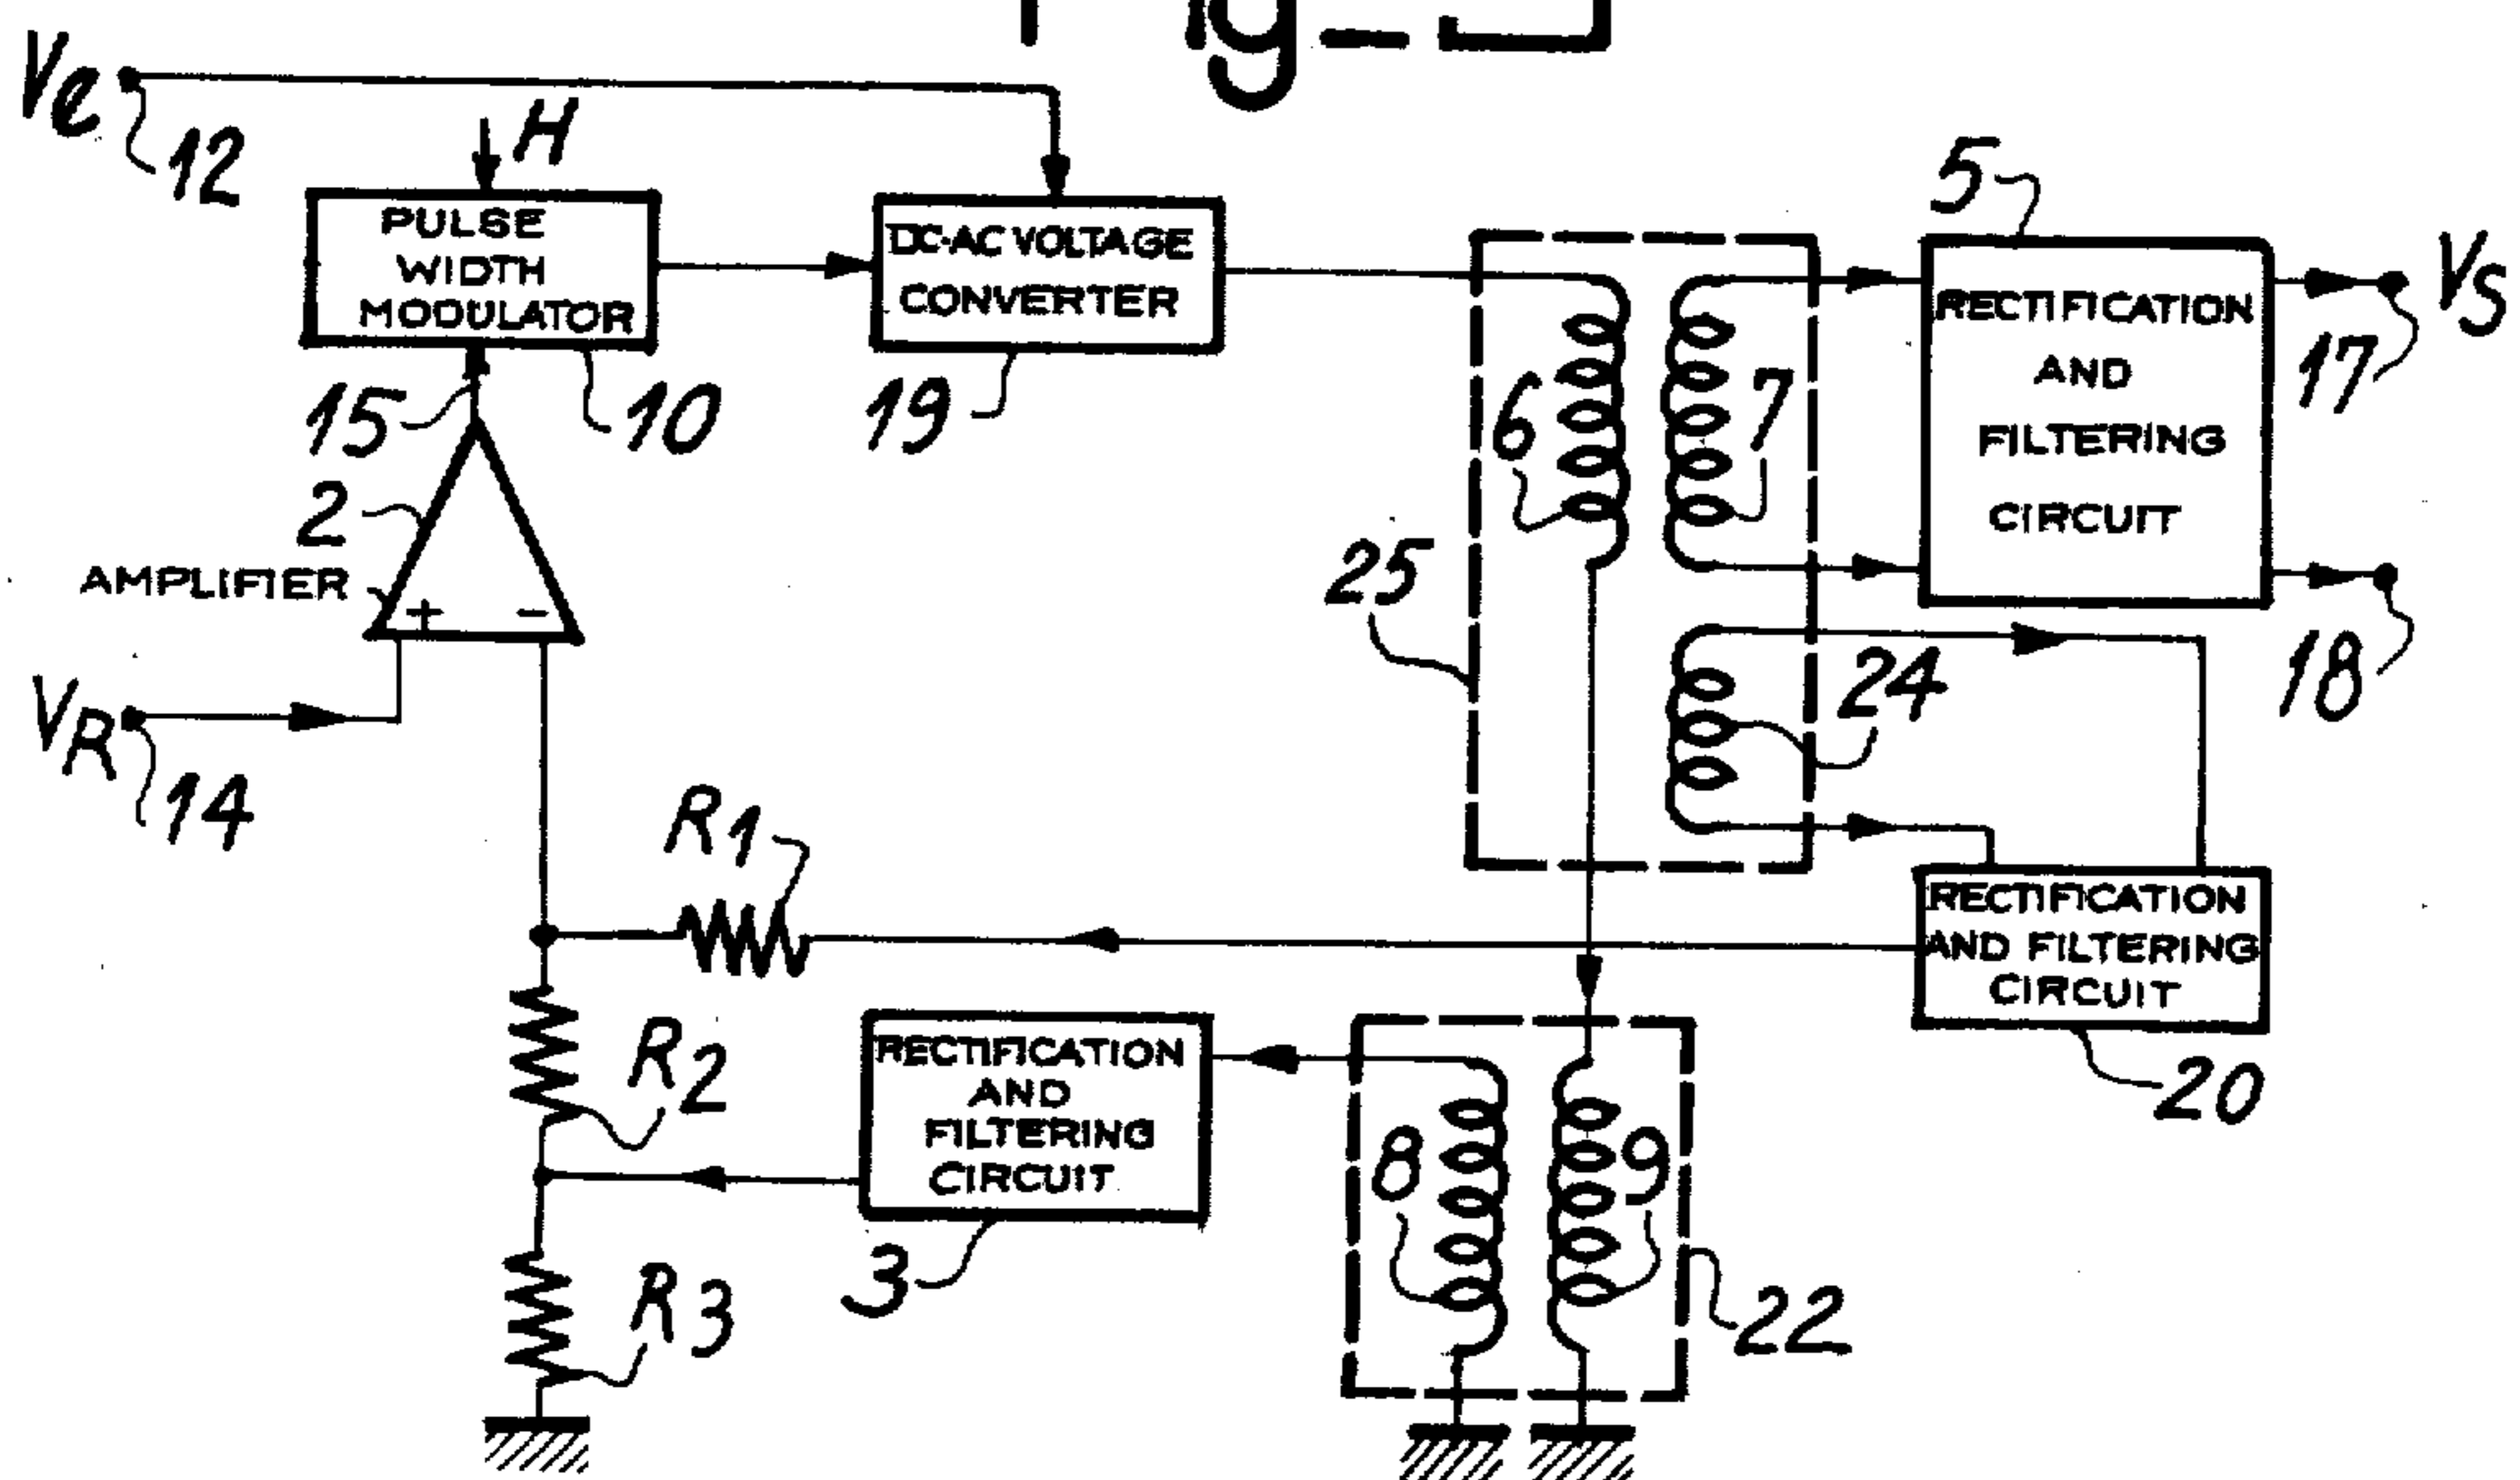 Ve
12
H
PULSE
WIDTH
MODULATOR
DC-AC VOLTAGE
CONVERTER
5
RECTIFICATION
AND
FILTERING
CIRCUIT
VS
17
15
10
19
6
7
2
AMPLIFIER
+ -
25
18
24
VR
14
R1
RECTIFICATION
AND FILTERING
CIRCUIT
20
R2
RECTIFICATION
AND
FILTERING
CIRCUIT
8
9
3
R3
22